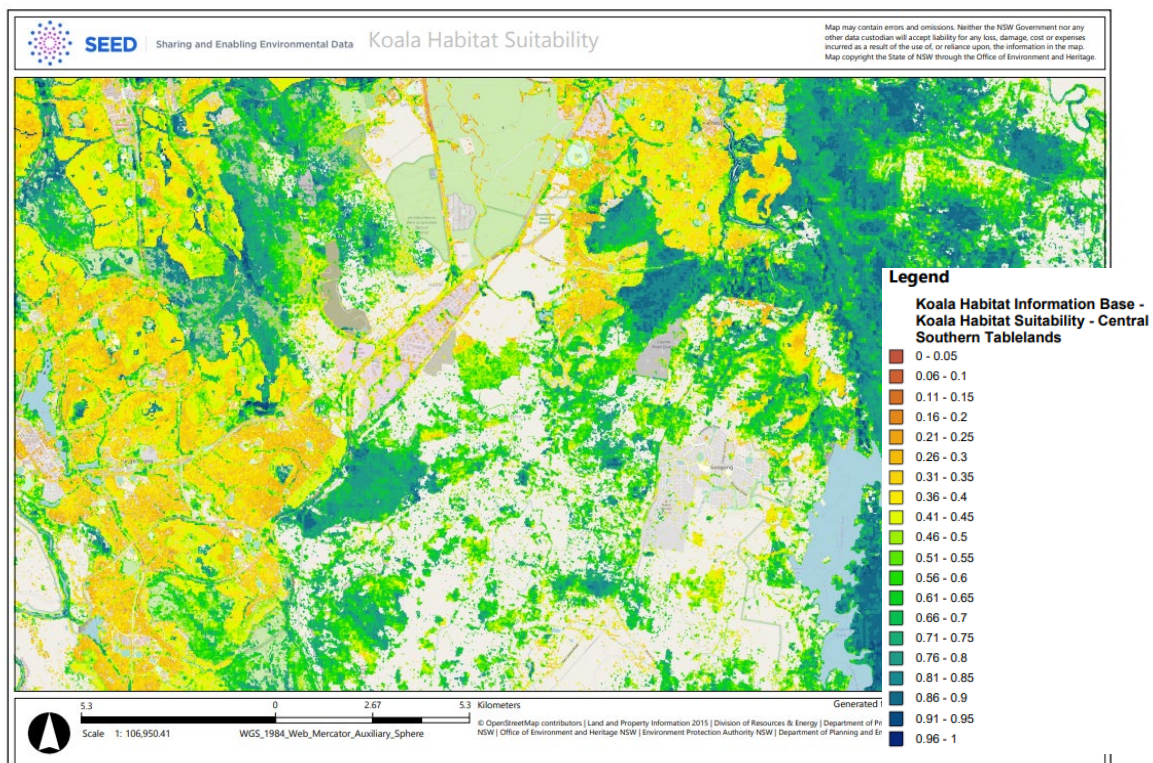 SEED
Sharing and Enabling Environmental Data
Koala Habitat Suitability
Map may contain errors and omissions. Neither the NSW Government nor any
other data custodian will accept liability for any loss, damage, cost or expenses
incurred as a result of the use of, or reliance upon, the information in the map.
Map copyright the State of NSW through the Office of Environment and Heritage.
Googong
Legend
Koala Habitat Information Base -
Koala Habitat Suitability - Central
Southern Tablelands
0 - 0.05
0.06 - 0.1
0.11 - 0.15
0.16 - 0.2
0.21 - 0.25
0.26 - 0.3
0.31 - 0.35
0.36 - 0.4
0.41 - 0.45
0.46 - 0.5
0.51 - 0.55
0.56 - 0.6
0.61 - 0.65
0.66 - 0.7
0.71 - 0.75
0.76 - 0.8
0.81 - 0.85
0.86 - 0.9
0.91 - 0.95
0.96 - 1
5.3 0 2.67 5.3 Kilometers
Scale 1: 106,950.41 WGS_1984_Web_Mercator_Auxiliary_Sphere
Generated
© OpenStreetMap contributors | Land and Property Information 2015 | Division of Resources & Energy | Department of
NSW | Office of Environment and Heritage NSW | Environment Protection Authority NSW | Department of Planning and